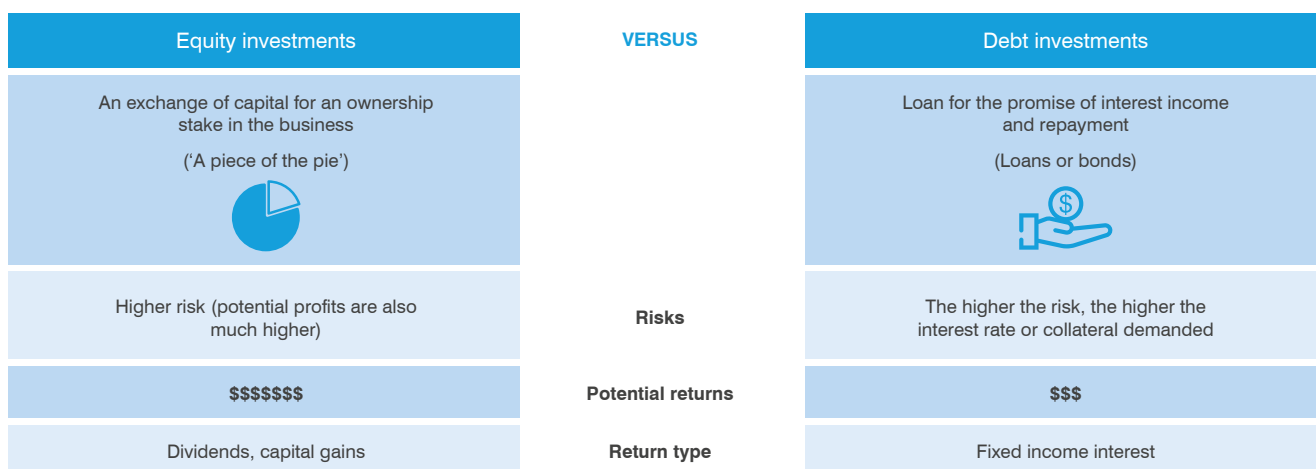 Equity investments
VERSUS
Debt investments
An exchange of capital for an ownership
stake in the business
(‘A piece of the pie’)
Loan for the promise of interest income
and repayment
(Loans or bonds)
$
Higher risk (potential profits are also
much higher)
Risks
The higher the risk, the higher the
interest rate or collateral demanded
$$$$$$$
Potential returns
$$$
Dividends, capital gains
Return type
Fixed income interest